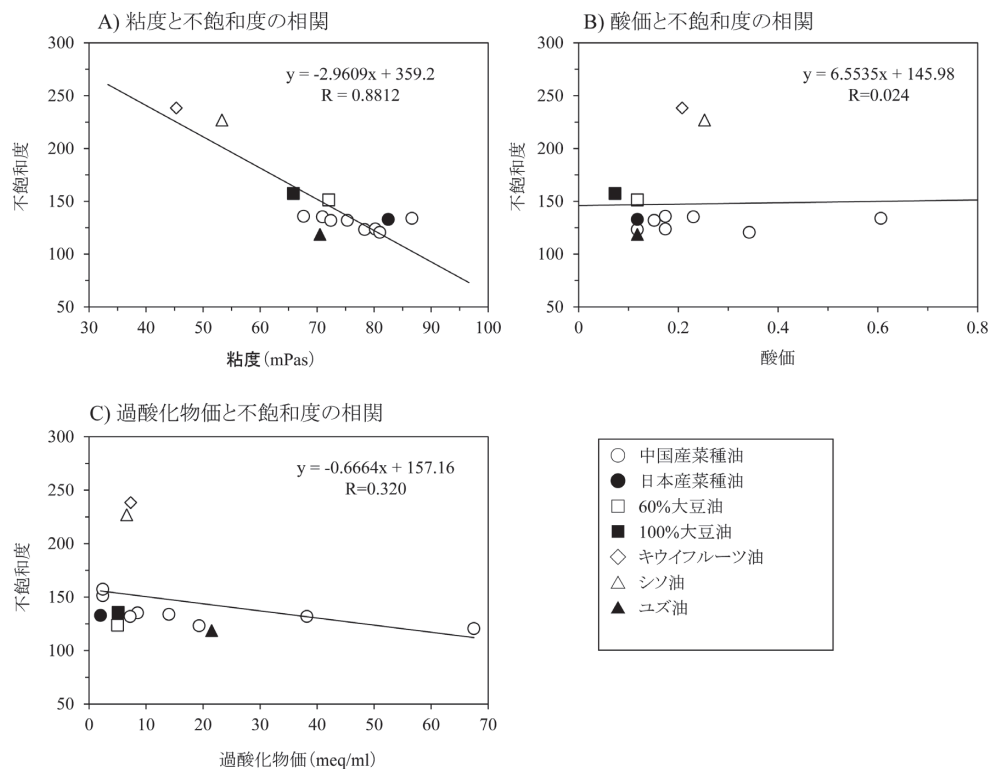 A) 粘度と不飽和度の相関
y = -2.9609x + 359.2
R = 0.8812
300
250
200
150
100
50
不飽和度
30 40 50 60 70 80 90 100
粘度(mPas)
B) 酸価と不飽和度の相関
y = 6.5535x + 145.98
R=0.024
300
250
200
150
100
50
不飽和度
0 0.2 0.4 0.6 0.8
酸価
C) 過酸化物価と不飽和度の相関
y = -0.6664x + 157.16
R=0.320
300
250
200
150
100
50
不飽和度
0 10 20 30 40 50 60 70
過酸化物価(meq/ml)
中国産菜種油
日本産菜種油
60%大豆油
100%大豆油
キウイフルーツ油
シソ油
ユズ油